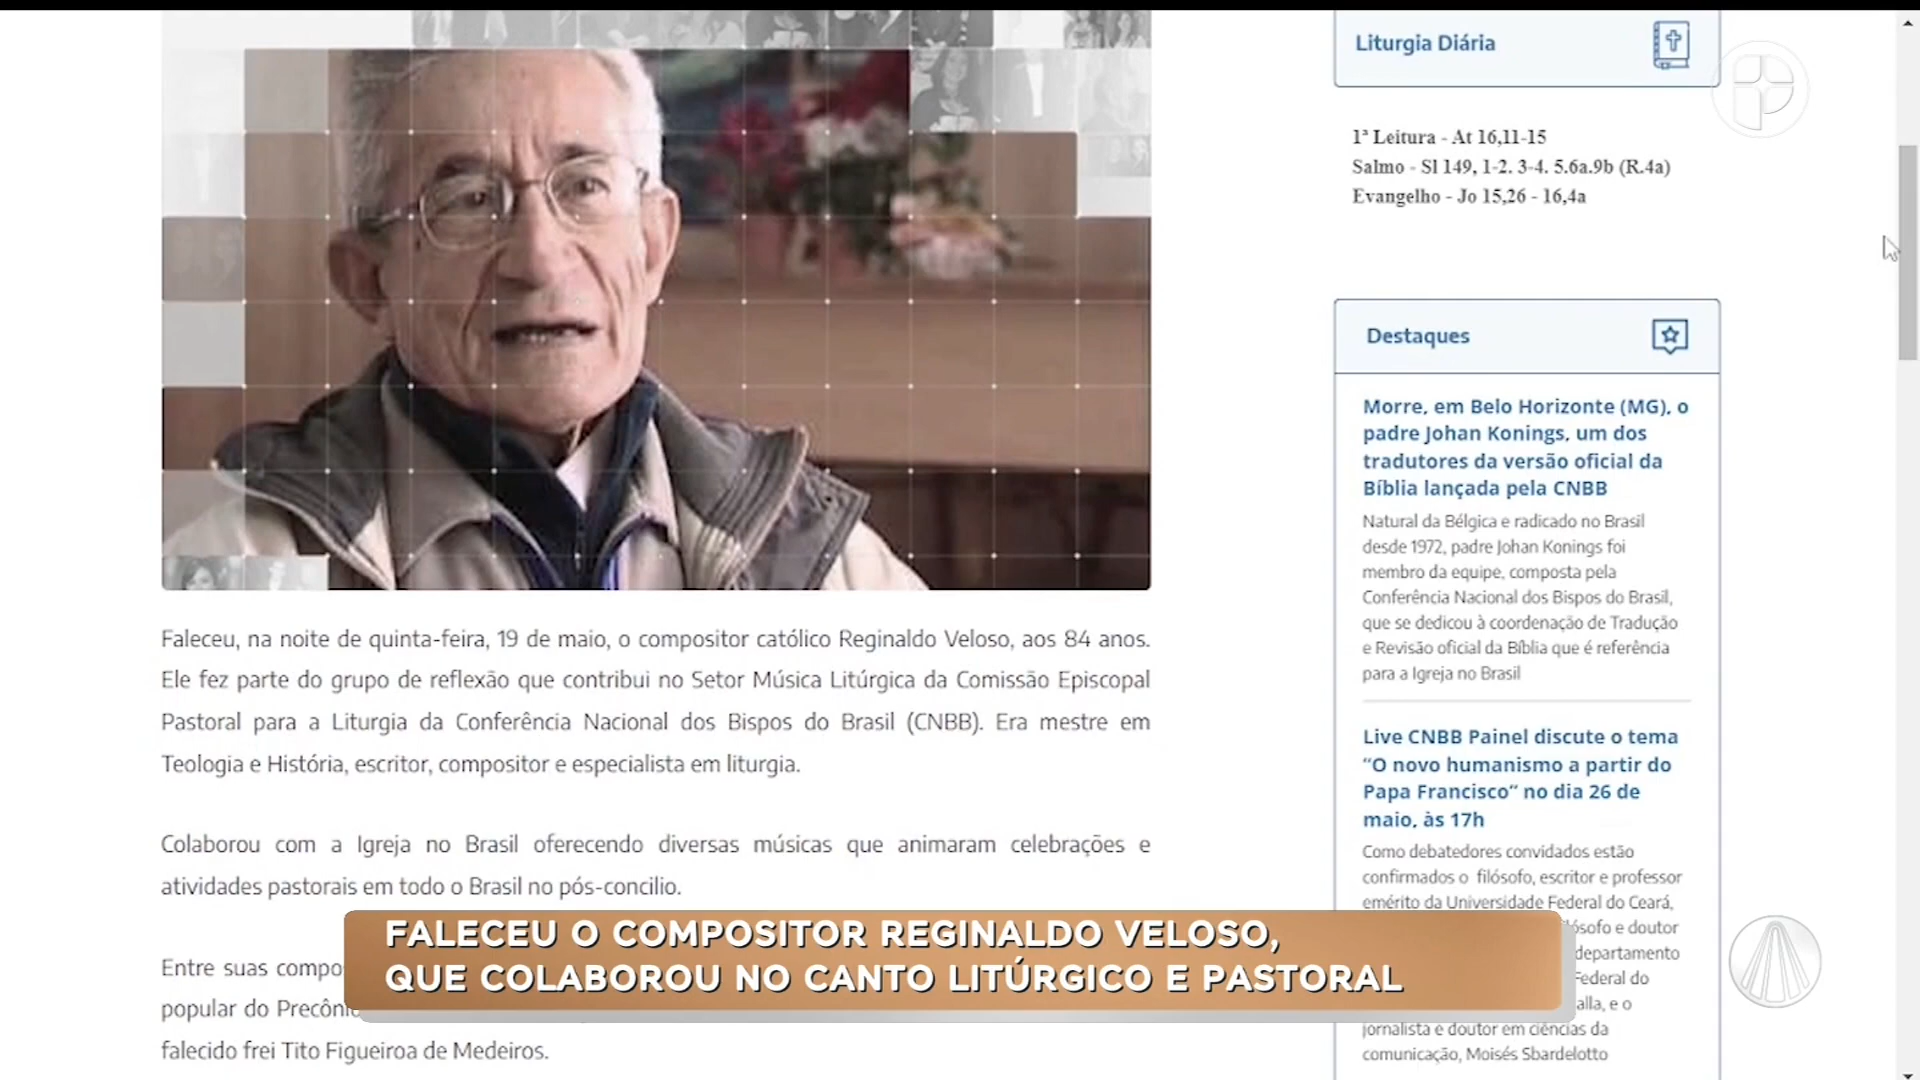 Faleceu, na noite de quinta-feira, 19 de maio, o compositor católico Reginaldo Veloso, aos 84 anos.
Ele fez parte do grupo de reflexão que contribui no Setor Música Litúrgica da Comissão Episcopal
Pastoral para a Liturgia da Conferência Nacional dos Bispos do Brasil (CNBB). Era mestre em
Teologia e História, escritor, compositor e especialista em liturgia.
Colaborou com a Igreja no Brasil oferecendo diversas músicas que animaram celebrações e
atividades pastorais em todo o Brasil no pós-concilio.
Entre suas
popular do
falecido frei Tito Figueiroa de Medeiros.
FALECEU O COMPOSITOR REGINALDO VELOSO,
QUE COLABOROU NO CANTO LITÚRGICO E PASTORAL
Liturgia Diária
1ª Leitura - At 16,11-15
Salmo - Sl 149, 1-2. 3-4. 5.6a.9b (R.4a)
Evangelho - Jo 15,26 - 16,4a
Destaques
Morre, em Belo Horizonte (MG), o
padre Johan Konings, um dos
tradutores da versão oficial da
Bíblia lançada pela CNBB
Natural da Bélgica e radicado no Brasil
desde 1972, padre Johan Konings foi
membro da equipe, composta pela
Conferência Nacional dos Bispos do Brasil,
que se dedicou à coordenação de Tradução
e Revisão oficial da Bíblia que é referência
para a Igreja no Brasil
Live CNBB Painel discute o tema
“O novo humanismo a partir do
Papa Francisco” no dia 26 de
maio, às 17h
Como debatedores convidados estão
confirmados o filósofo, escritor e professor
emérito da Universidade Federal do Ceará,
e doutor
departamento
Federal do
e o
jornalista e doutor em ciências da
comunicação, Moisés Sbardelotto